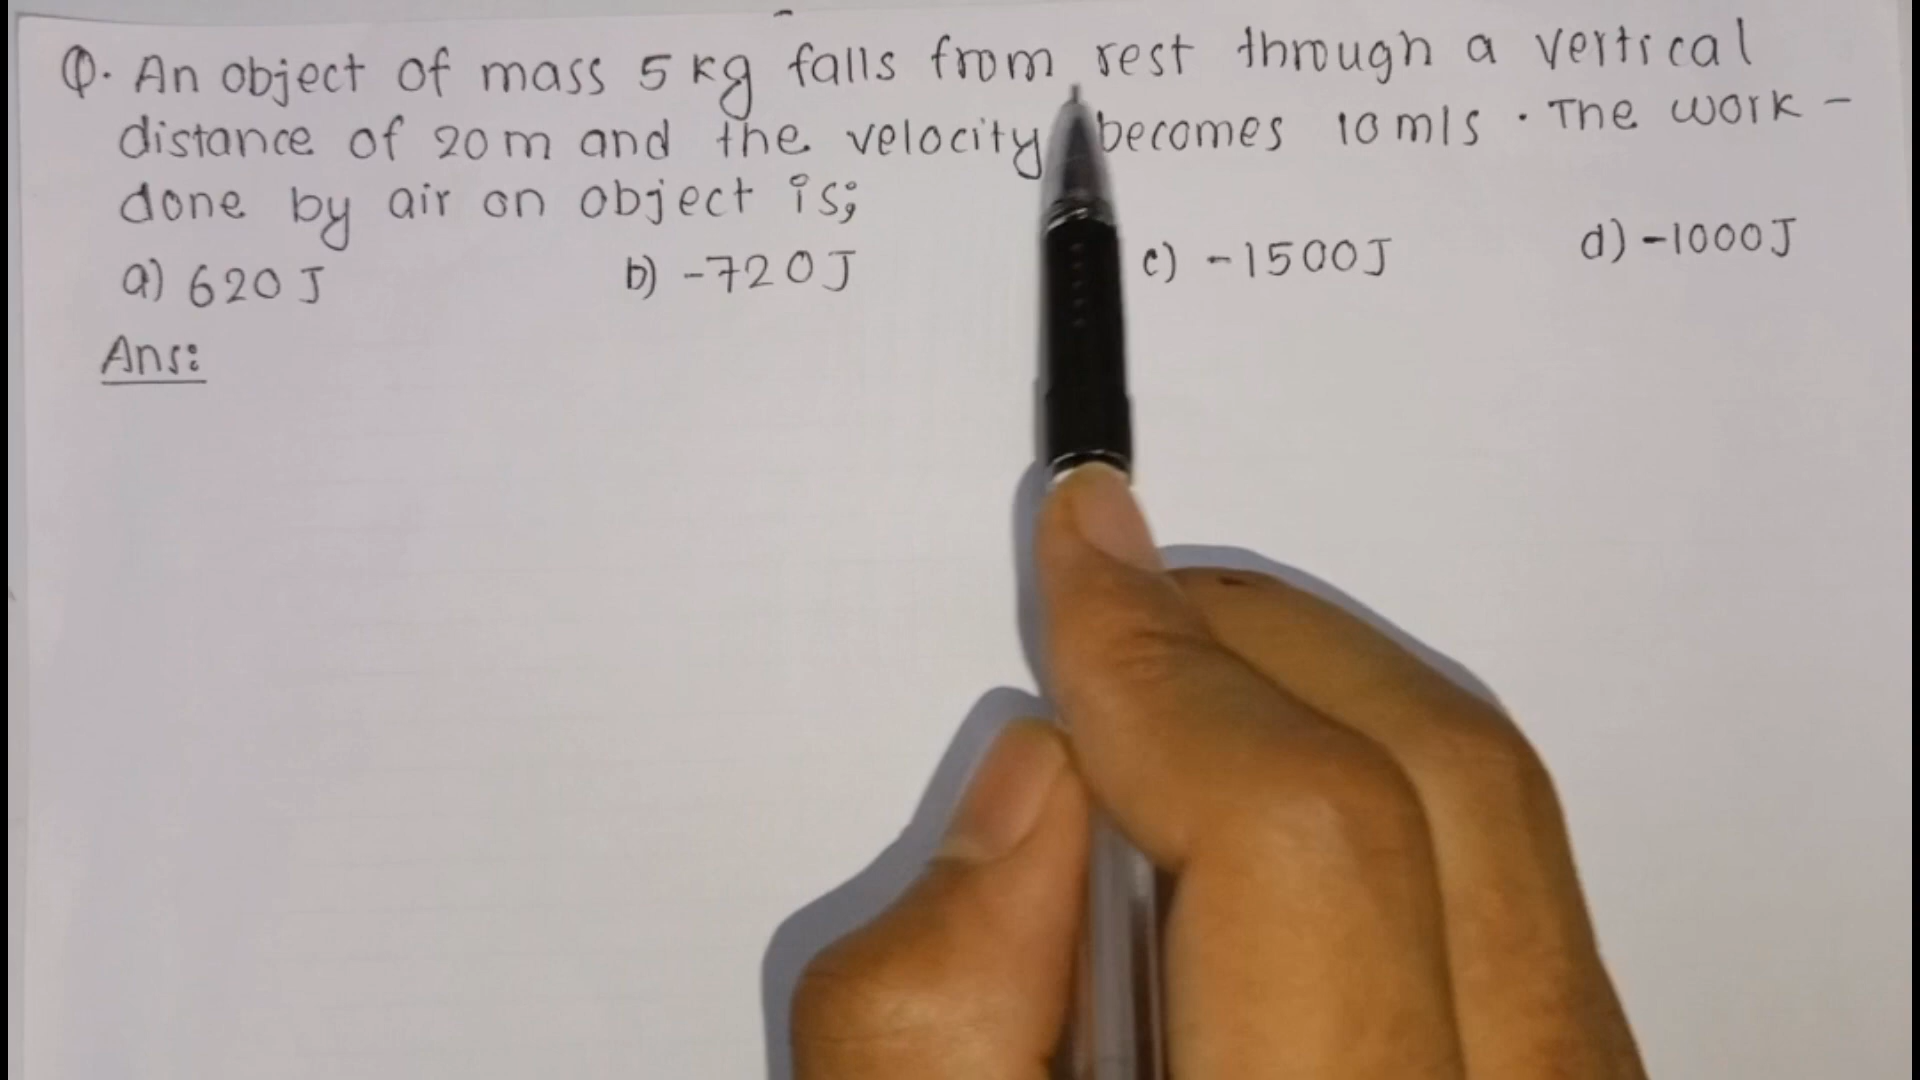 Q. An object of mass 5 kg falls from rest through a vertical
distance of 20 m and the velocity becomes 10 m/s. The work-
done by air on object is;
a) 620 J b) -720 J c) -1500 J d) -1000 J
Ans: